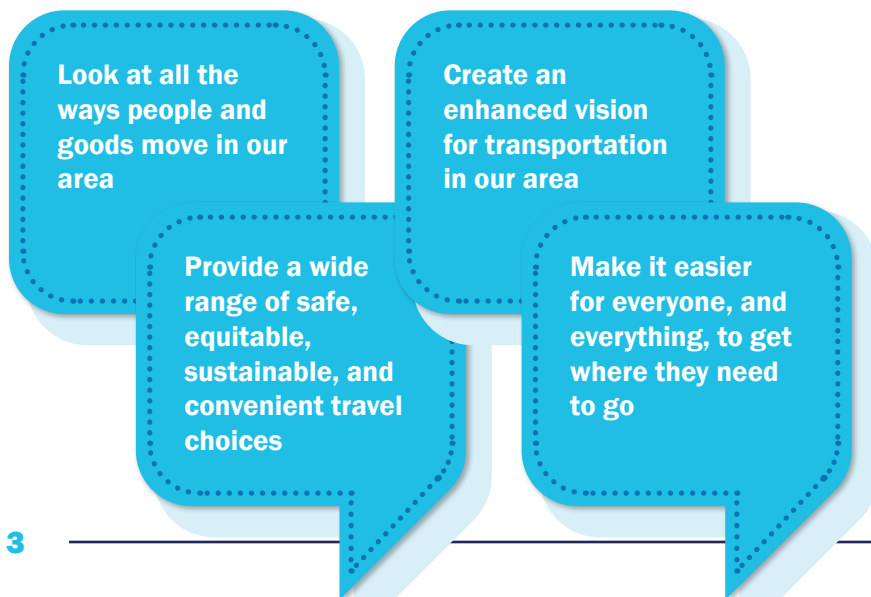 Look at all the
ways people and
goods move in our
area
Provide a wide
range of safe,
equitable,
sustainable, and
convenient travel
choices
Create an
enhanced vision
for transportation
in our area
Make it easier
for everyone, and
everything, to get
where they need
to go
3